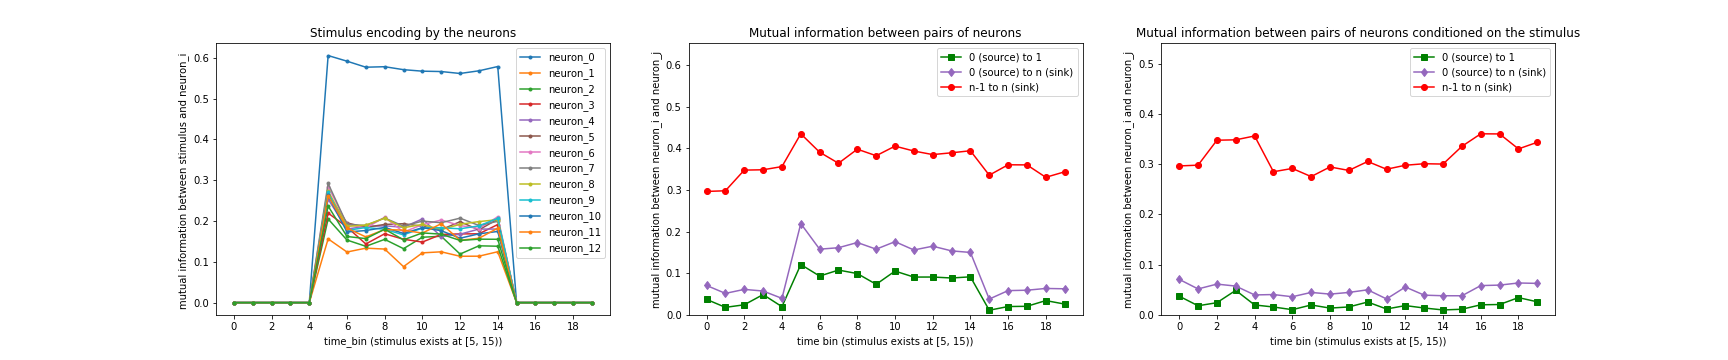 Stimulus encoding by the neurons
mutual information between stimulus and neuron_i
0.6
0.5
0.4
0.3
0.2
0.1
0.0
0 2 4 6 8 10 12 14 16 18
time_bin (stimulus exists at [5, 15))
neuron_0
neuron_1
neuron_2
neuron_3
neuron_4
neuron_5
neuron_6
neuron_7
neuron_8
neuron_9
neuron_10
neuron_11
neuron_12
Mutual information between pairs of neurons
mutual information between neuron_i and neuron_j
0.6
0.5
0.4
0.3
0.2
0.1
0.0
0 2 4 6 8 10 12 14 16 18
time bin (stimulus exists at [5, 15))
0 (source) to 1
0 (source) to n (sink)
n-1 to n (sink)
Mutual information between pairs of neurons conditioned on the stimulus
mutual information between neuron_i and neuron_j
0.5
0.4
0.3
0.2
0.1
0.0
0 2 4 6 8 10 12 14 16 18
time bin (stimulus exists at [5, 15))
0 (source) to 1
0 (source) to n (sink)
n-1 to n (sink)